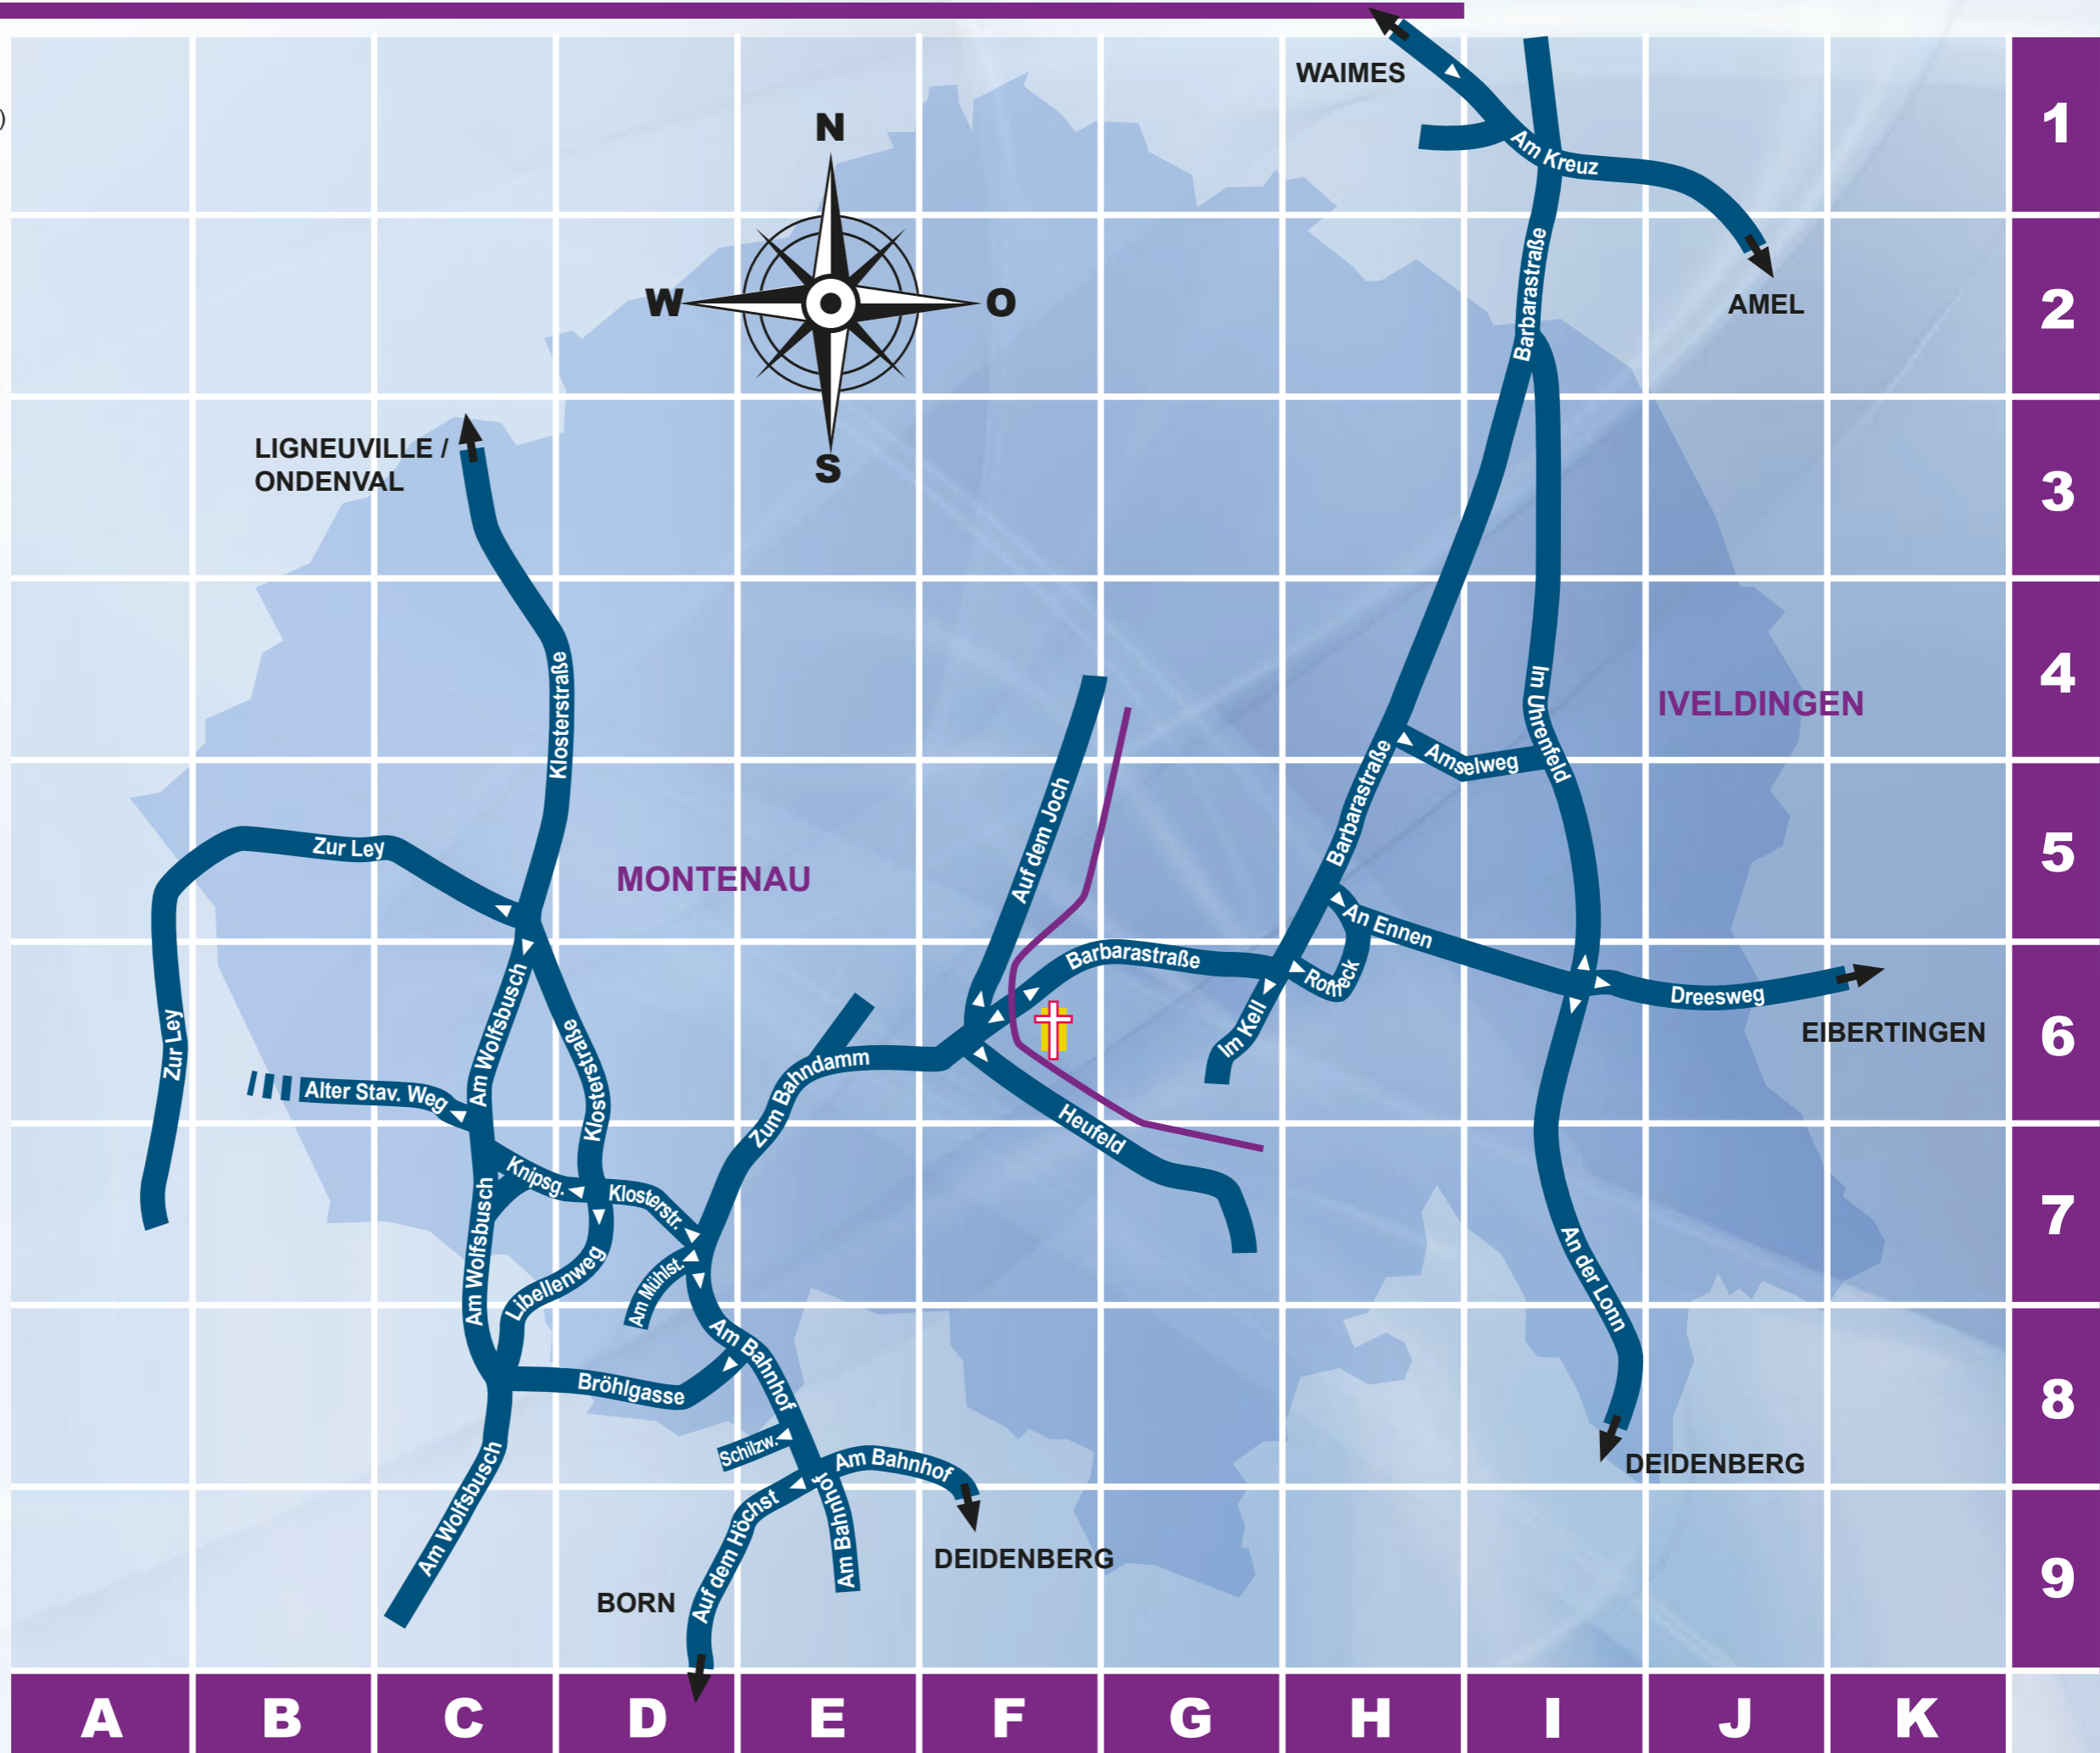 )
WAIMES
N
Am Kreuz
1
W
O
Barbarastraße
AMEL
2
LIGNEUVILLE /
ONDENVAL
S
3
Klosterstraße
Im Uhrenfeld
IVELDINGEN
4
Amselweg
Auf dem Joch
Barbarastraße
Zur Ley
MONTENAU
5
An Ennen
Barbarastraße
Am Wolfsbusch
Rotheck
Dreesweg
Zur Ley
Klosterstraße
Im Kell
EIBERTINGEN
6
Alter Stav. Weg
Zum Bahndamm
Heufeld
Knipsg.
Klosterstr.
Am Wolfsbusch
7
Libellenweg
Am Mühlst.
An der Lonn
Am Bahnhof
Bröhlgasse
8
Schilzw.
Am Bahnhof
DEIDENBERG
Am Wolfsbusch
Auf dem Höchst
Am Bahnhof
DEIDENBERG
BORN
9
A
B
C
D
E
F
G
H
I
J
K